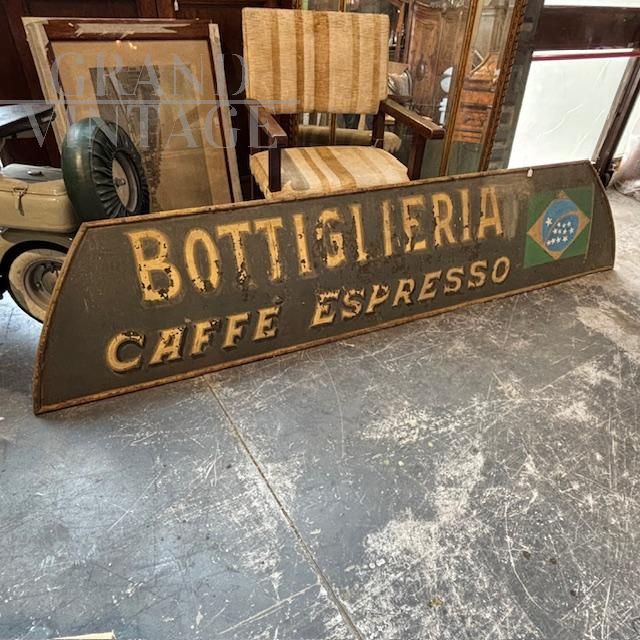 GRAND
VINTAGE
BOTTIGLIERIA
CAFFE ESPRESSO